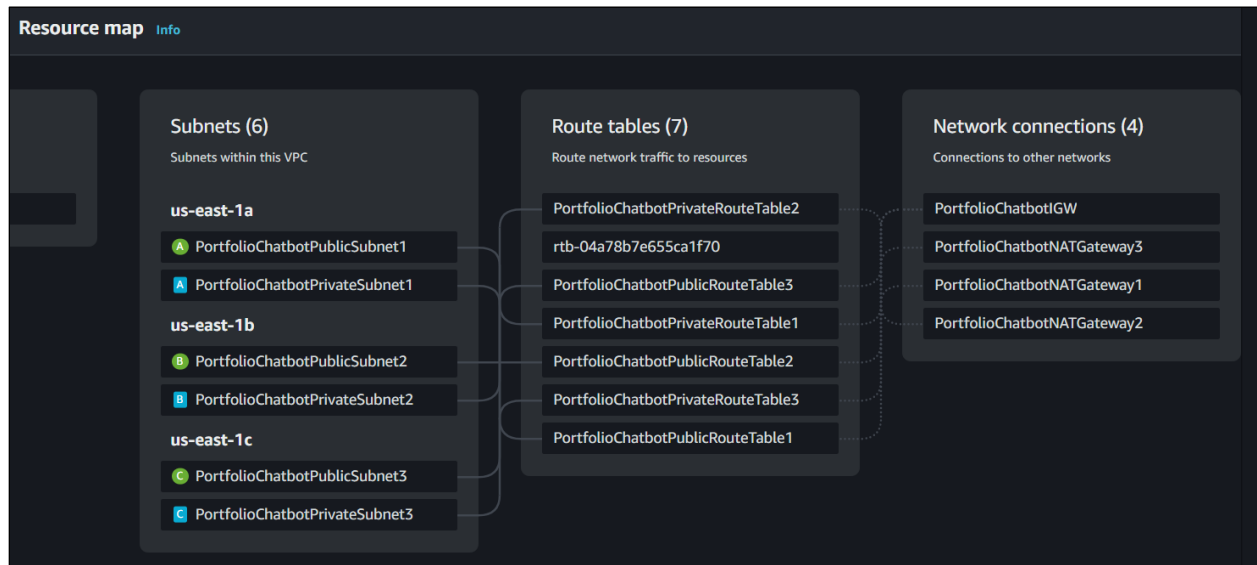 Resource map Info
Subnets (6)
Subnets within this VPC
us-east-1a
A PortfolioChatbotPublicSubnet1
A PortfolioChatbotPrivateSubnet1
us-east-1b
B PortfolioChatbotPublicSubnet2
B PortfolioChatbotPrivateSubnet2
us-east-1c
C PortfolioChatbotPublicSubnet3
C PortfolioChatbotPrivateSubnet3
Route tables (7)
Route network traffic to resources
PortfolioChatbotPrivateRouteTable2
rtb-04a78b7e655ca1f70
PortfolioChatbotPublicRouteTable3
PortfolioChatbotPrivateRouteTable1
PortfolioChatbotPublicRouteTable2
PortfolioChatbotPrivateRouteTable3
PortfolioChatbotPublicRouteTable1
Network connections (4)
Connections to other networks
PortfolioChatbotIGW
PortfolioChatbotNATGateway3
PortfolioChatbotNATGateway1
PortfolioChatbotNATGateway2